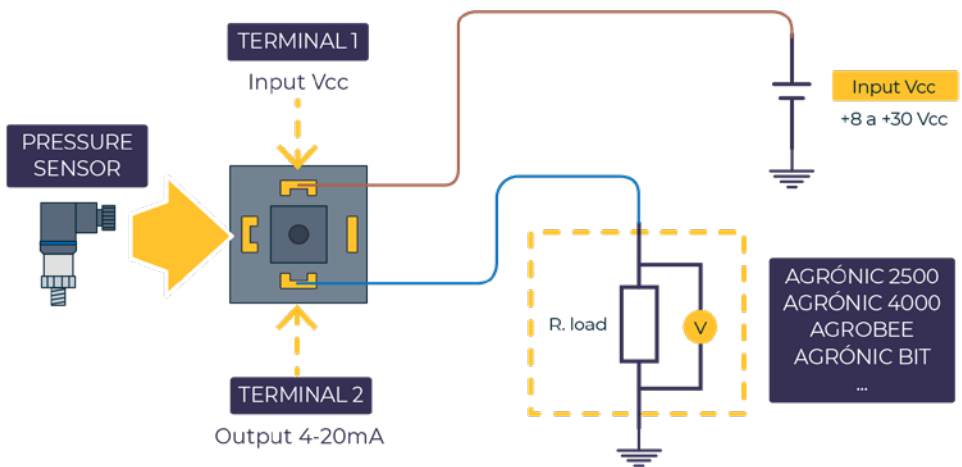 TERMINAL 1
Input Vcc
Input Vcc
+8 a +30 Vcc
PRESSURE
SENSOR
R. load
V
AGRÓNIC 2500
AGRÓNIC 4000
AGROBEE
AGRÓNIC BIT
...
TERMINAL 2
Output 4-20mA